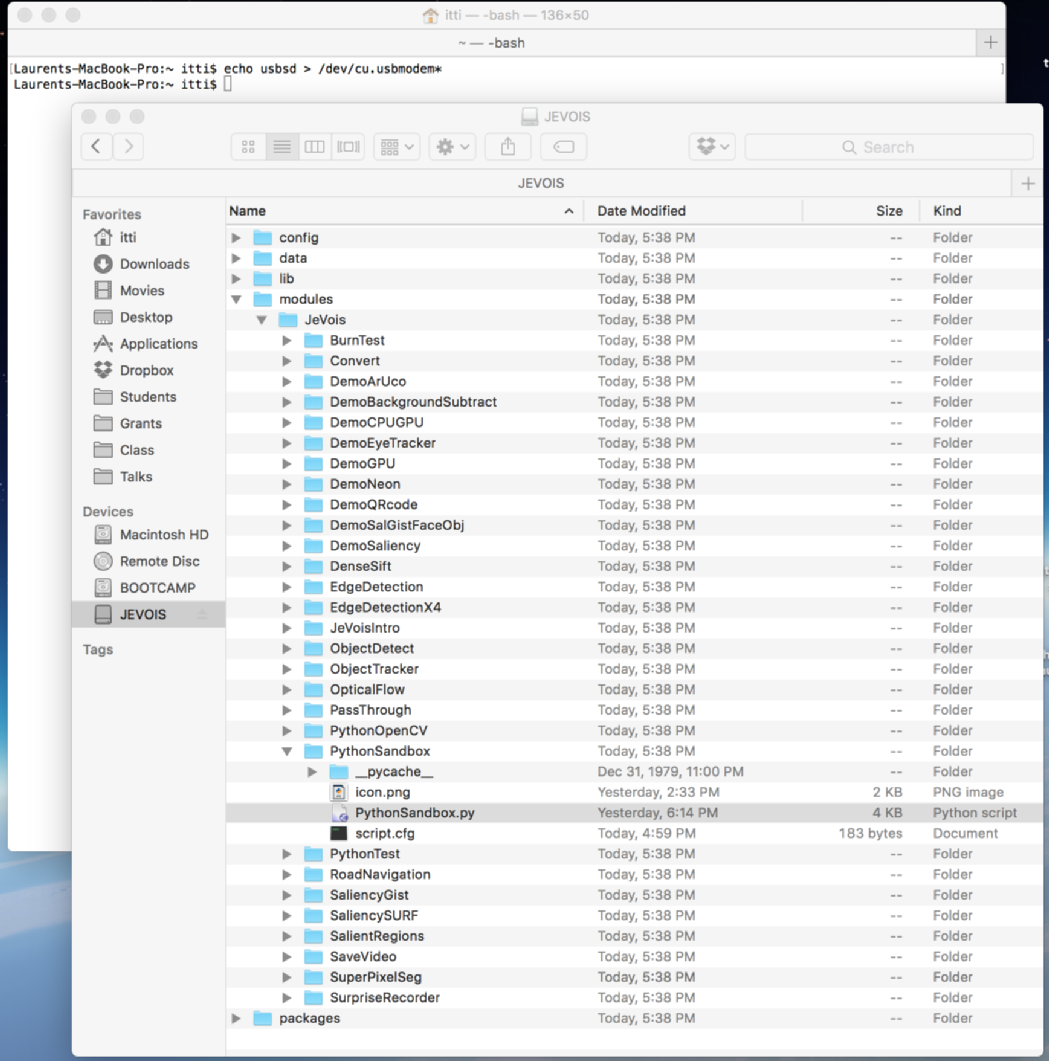 itti — -bash — 136×50
~ — -bash
[Laurents-MacBook-Pro:~ itti$ echo usbsd > /dev/cu.usbmodem* ]
Laurents-MacBook-Pro:~ itti$
JEVOIS
Search
JEVOIS
Favorites
itti
Downloads
Movies
Desktop
Applications
Dropbox
Students
Grants
Class
Talks
Devices
Macintosh HD
Remote Disc
BOOTCAMP
JEVOIS
Tags
Name Date Modified Size Kind
config Today, 5:38 PM -- Folder
data Today, 5:38 PM -- Folder
lib Today, 5:38 PM -- Folder
modules Today, 5:38 PM -- Folder
JeVois Today, 5:38 PM -- Folder
BurnTest Today, 5:38 PM -- Folder
Convert Today, 5:38 PM -- Folder
DemoArUco Today, 5:38 PM -- Folder
DemoBackgroundSubtract Today, 5:38 PM -- Folder
DemoCPUGPU Today, 5:38 PM -- Folder
DemoEyeTracker Today, 5:38 PM -- Folder
DemoGPU Today, 5:38 PM -- Folder
DemoNeon Today, 5:38 PM -- Folder
DemoQRcode Today, 5:38 PM -- Folder
DemoSalGistFaceObj Today, 5:38 PM -- Folder
DemoSaliency Today, 5:38 PM -- Folder
DenseSift Today, 5:38 PM -- Folder
EdgeDetection Today, 5:38 PM -- Folder
EdgeDetectionX4 Today, 5:38 PM -- Folder
JeVoisIntro Today, 5:38 PM -- Folder
ObjectDetect Today, 5:38 PM -- Folder
ObjectTracker Today, 5:38 PM -- Folder
OpticalFlow Today, 5:38 PM -- Folder
PassThrough Today, 5:38 PM -- Folder
PythonOpenCV Today, 5:38 PM -- Folder
PythonSandbox Today, 5:38 PM -- Folder
__pycache__ Dec 31, 1979, 11:00 PM -- Folder
icon.png Yesterday, 2:33 PM 2 KB PNG image
PythonSandbox.py Yesterday, 6:14 PM 4 KB Python script
script.cfg Today, 4:59 PM 183 bytes Document
PythonTest Today, 5:38 PM -- Folder
RoadNavigation Today, 5:38 PM -- Folder
SaliencyGist Today, 5:38 PM -- Folder
SaliencySURF Today, 5:38 PM -- Folder
SalientRegions Today, 5:38 PM -- Folder
SaveVideo Today, 5:38 PM -- Folder
SuperPixelSeg Today, 5:38 PM -- Folder
SurpriseRecorder Today, 5:38 PM -- Folder
packages Today, 5:38 PM -- Folder